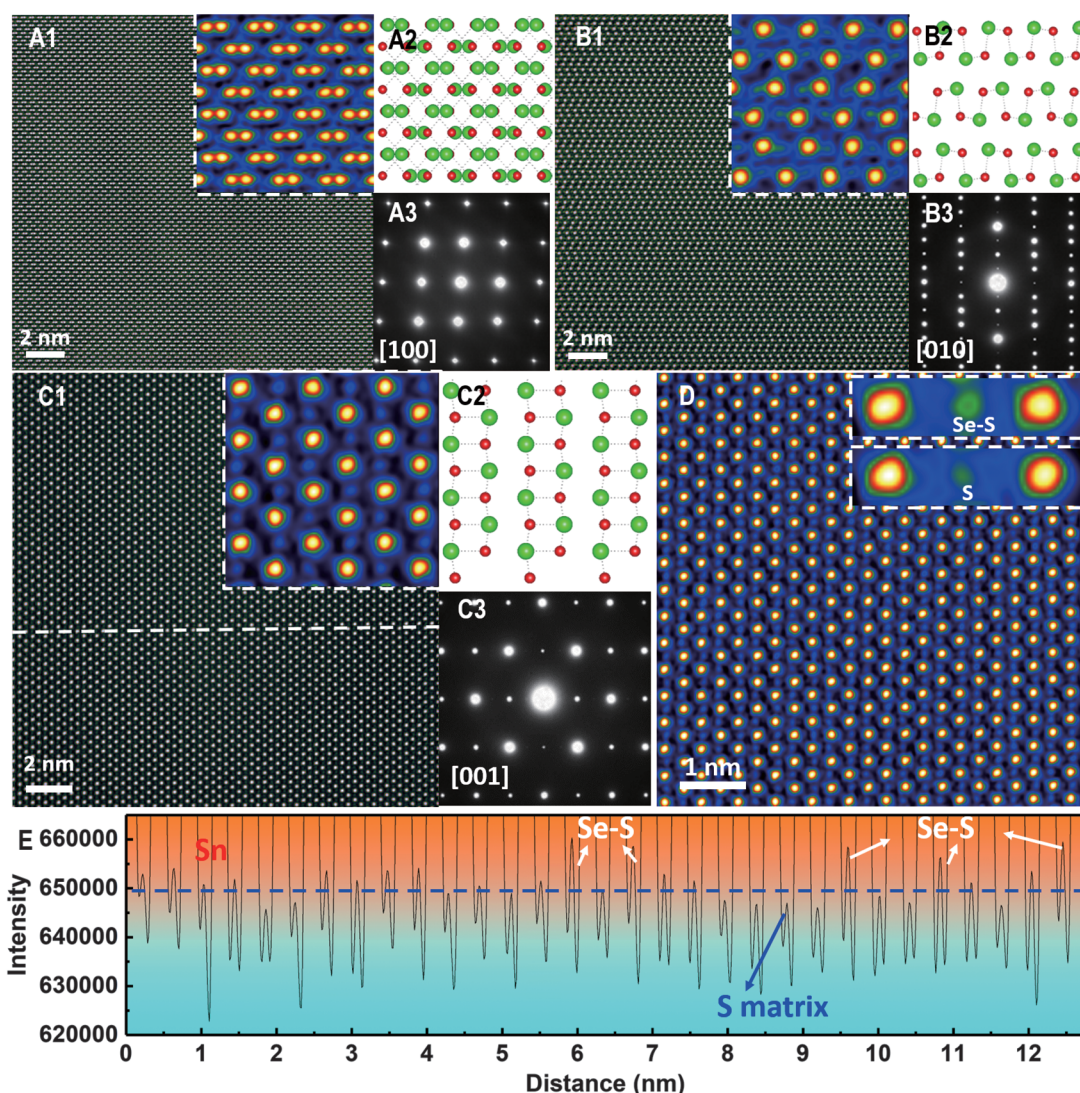 A1
A2
B1
B2
A3
B3
2 nm
[100]
2 nm
[010]
C1
C2
D
Se-S
S
C3
2 nm
[001]
1 nm
E
660000
650000
640000
630000
620000
Intensity
Sn
Se-S
Se-S
S matrix
0 1 2 3 4 5 6 7 8 9 10 11 12
Distance (nm)